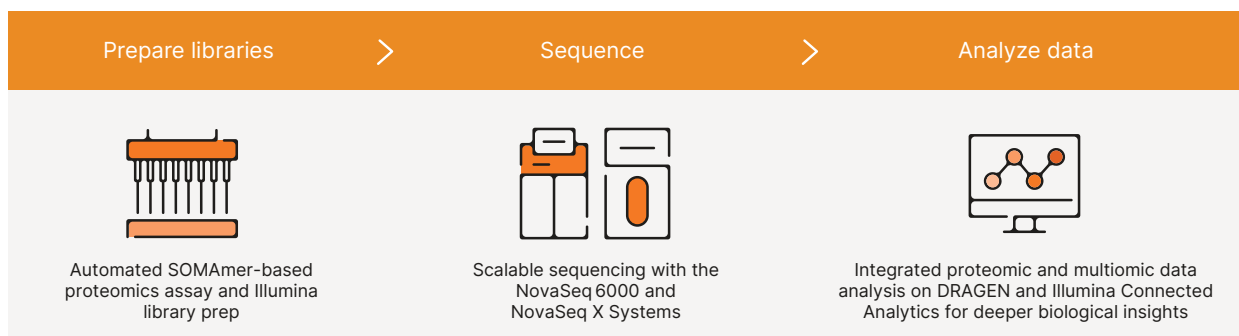 Prepare libraries
Sequence
Analyze data
Automated SOMAmer-based
proteomics assay and Illumina
library prep
Scalable sequencing with the
NovaSeq 6000 and
NovaSeq X Systems
Integrated proteomic and multiomic data
analysis on DRAGEN and Illumina Connected
Analytics for deeper biological insights